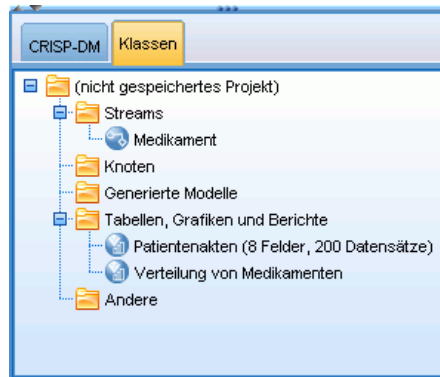 CRISP-DM Klassen
(nicht gespeichertes Projekt)
Streams
Medikament
Knoten
Generierte Modelle
Tabellen, Grafiken und Berichte
Patientenakten (8 Felder, 200 Datensätze)
Verteilung von Medikamenten
Andere